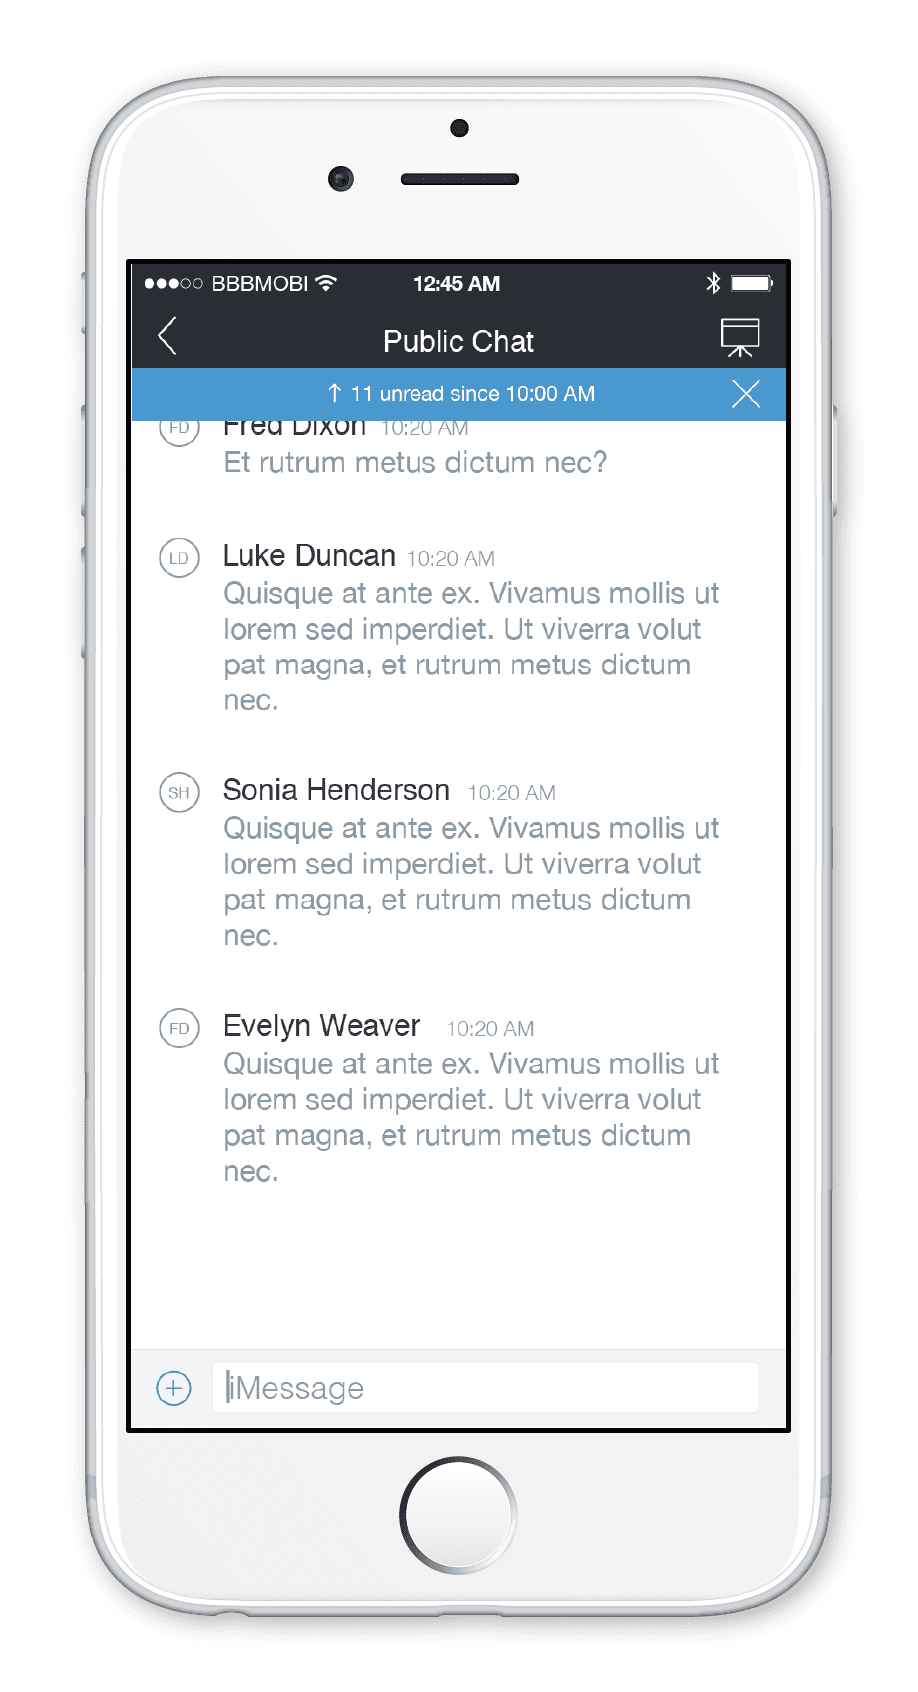 BBBMOBI 12:45 AM
Public Chat
↑ 11 unread since 10:00 AM
FD Fred Dixon 10:20 AM
Et rutrum metus dictum nec?
LD Luke Duncan 10:20 AM
Quisque at ante ex. Vivamus mollis ut
lorem sed imperdiet. Ut viverra volut
pat magna, et rutrum metus dictum
nec.
SH Sonia Henderson 10:20 AM
Quisque at ante ex. Vivamus mollis ut
lorem sed imperdiet. Ut viverra volut
pat magna, et rutrum metus dictum
nec.
FD Evelyn Weaver 10:20 AM
Quisque at ante ex. Vivamus mollis ut
lorem sed imperdiet. Ut viverra volut
pat magna, et rutrum metus dictum
nec.
iMessage